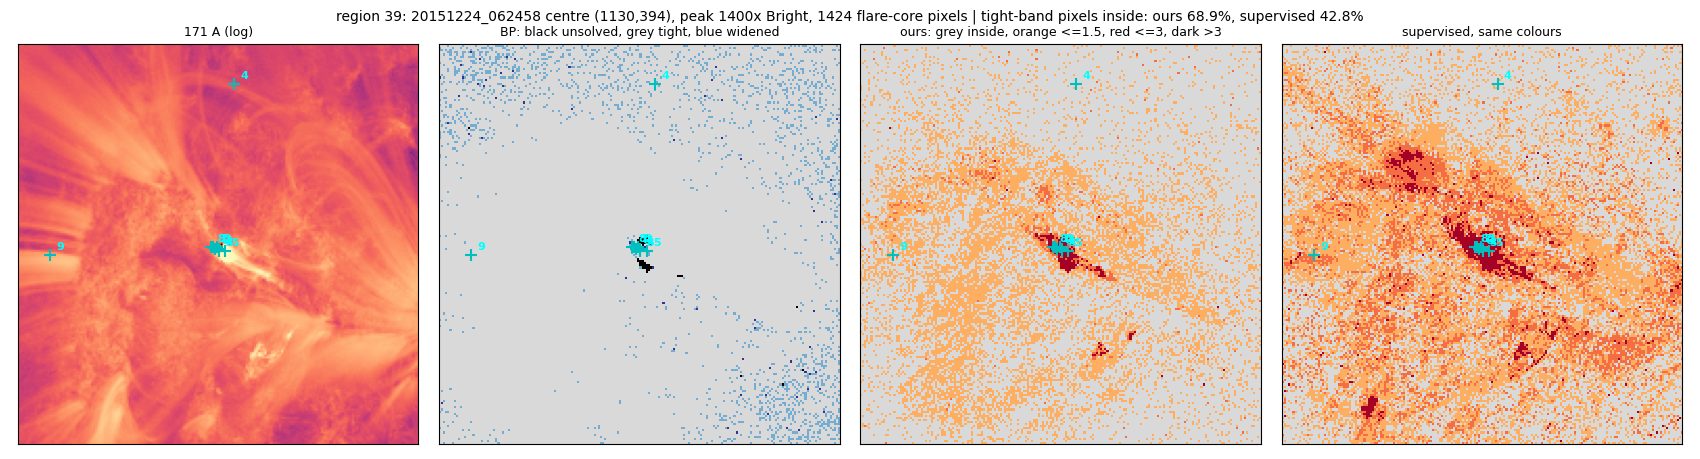 region 39: 20151224_062458 centre (1130,394), peak 1400x Bright, 1424 flare-core pixels | tight-band pixels inside: ours 68.9%, supervised 42.8%
171 A (log)
BP: black unsolved, grey tight, blue widened
ours: grey inside, orange <=1.5, red <=3, dark >3
supervised, same colours
4
4
4
4
9
9
9